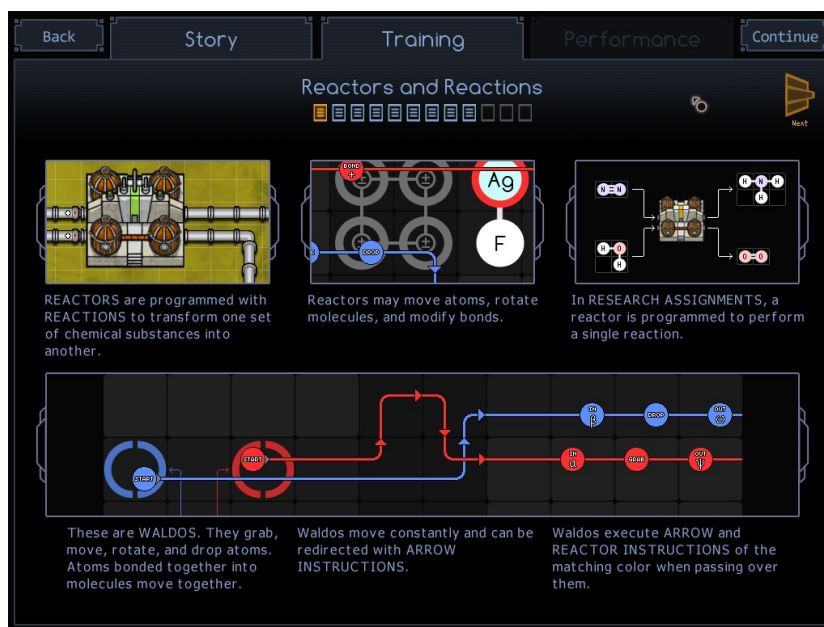 Back
Story
Training
Performance
Continue
Reactors and Reactions
Next
BOND
+
±
±
±
±
Ag
F
DROP
N=N
H
O
H
H
N
H
H
O=O
REACTORS are programmed with
REACTIONS to transform one set
of chemical substances into
another.
Reactors may move atoms, rotate
molecules, and modify bonds.
In RESEARCH ASSIGNMENTS, a
reactor is programmed to perform
a single reaction.
START
START
IN
β
DROP
OUT
ω
IN
α
GRAB
OUT
ψ
These are WALDOS. They grab,
move, rotate, and drop atoms.
Atoms bonded together into
molecules move together.
Waldos move constantly and can be
redirected with ARROW
INSTRUCTIONS.
Waldos execute ARROW and
REACTOR INSTRUCTIONS of the
matching color when passing over
them.